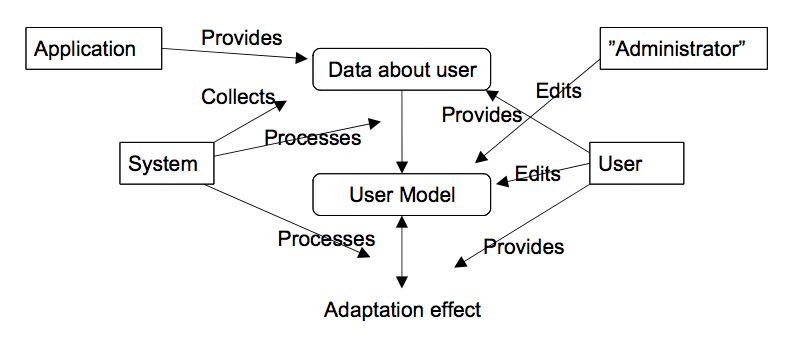 Application
Provides
”Administrator”
Data about user
Collects
Edits
Provides
Processes
System
User
Edits
User Model
Processes
Provides
Adaptation effect